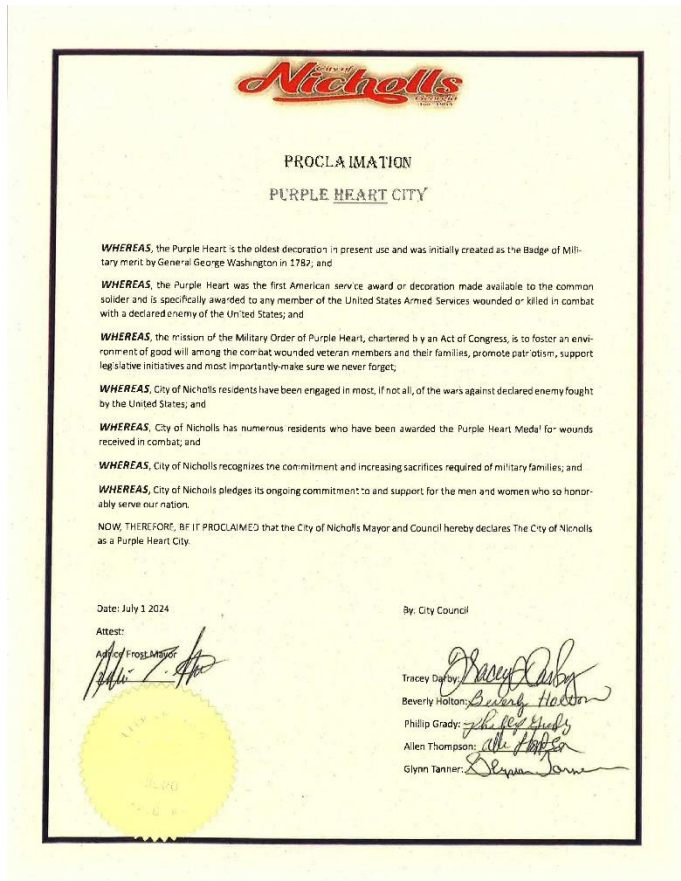 City of
Nicholls
Georgia
PROCLAIMATION
PURPLE HEART CITY
WHEREAS, the Purple Heart is the oldest decoration in present use and was initially created as the Badge of Mili-
tary merit by General George Washington in 1782; and
WHEREAS, the Purple Heart was the first American service award or decoration made available to the common
solider and is specifically awarded to any member of the United States Armed Services wounded or killed in combat
with a declared enemy of the United States; and
WHEREAS, the mission of the Military Order of Purple Heart, chartered by an Act of Congress, is to foster an envi-
ronment of good will among the combat wounded veteran members and their families, promote patriotism, support
legislative initiatives and most importantly-make sure we never forget;
WHEREAS, City of Nicholls residents have been engaged in most, if not all, of the wars against declared enemy fought
by the United States; and
WHEREAS, City of Nicholls has numerous residents who have been awarded the Purple Heart Medal for wounds
received in combat; and
WHEREAS, City of Nicholls recognizes the commitment and increasing sacrifices required of military families; and
WHEREAS, City of Nicholls pledges its ongoing commitment to and support for the men and women who so honor-
ably serve our nation.
NOW, THEREFORE, BE IT PROCLAIMED that the City of Nicholls Mayor and Council hereby declares The City of Nicholls
as a Purple Heart City.
Date: July 1 2024
By: City Council
Attest:
Frost Mayor
Tracey Darby: Tracey Darby
Beverly Holton: Beverly Holton
Phillip Grady: Phillip Grady
Allen Thompson:
Glynn Tanner: Glynn Tanner